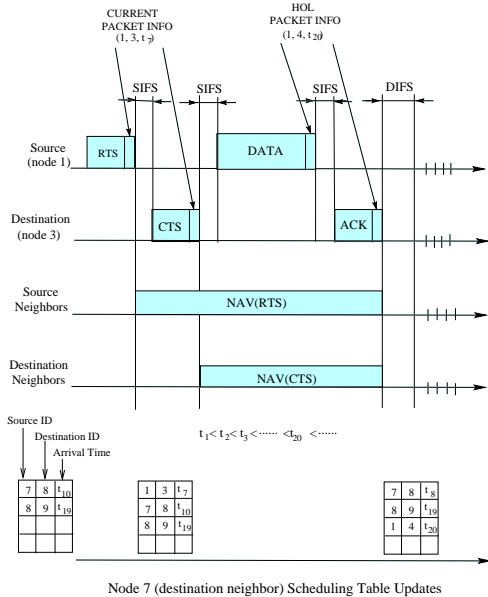 CURRENT
PACKET INFO
(1, 3, t7)
HOL
PACKET INFO
(1, 4, t20)
SIFS
SIFS
SIFS
DIFS
Source
(node 1)
RTS
DATA
Destination
(node 3)
CTS
ACK
Source
Neighbors
NAV(RTS)
Destination
Neighbors
NAV(CTS)
Source ID
Destination ID
Arrival Time
t1 < t2 < t3 < ...... < t20 < ......
7 8 t10
8 9 t19
1 3 t7
7 8 t10
8 9 t19
7 8 t8
8 9 t19
1 4 t20
Node 7 (destination neighbor) Scheduling Table Updates